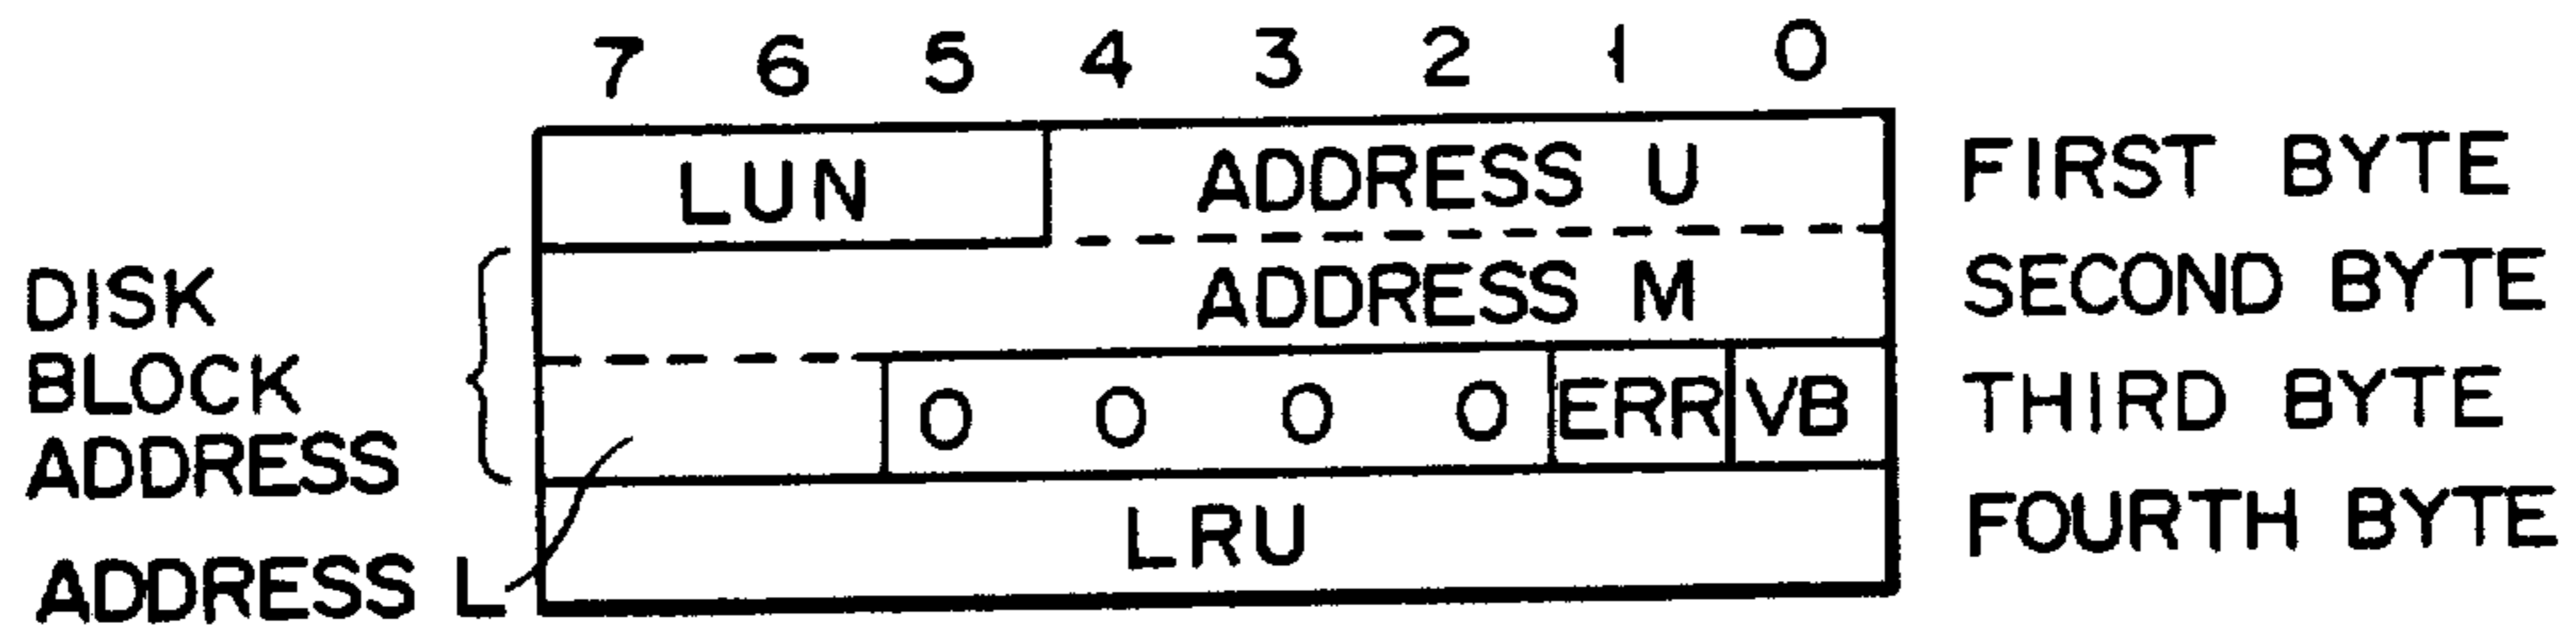 7 6 5 4 3 2 1 0
LUN ADDRESS U FIRST BYTE
DISK ADDRESS M SECOND BYTE
BLOCK 0 0 0 0 ERR VB THIRD BYTE
ADDRESS
LRU FOURTH BYTE
ADDRESS L